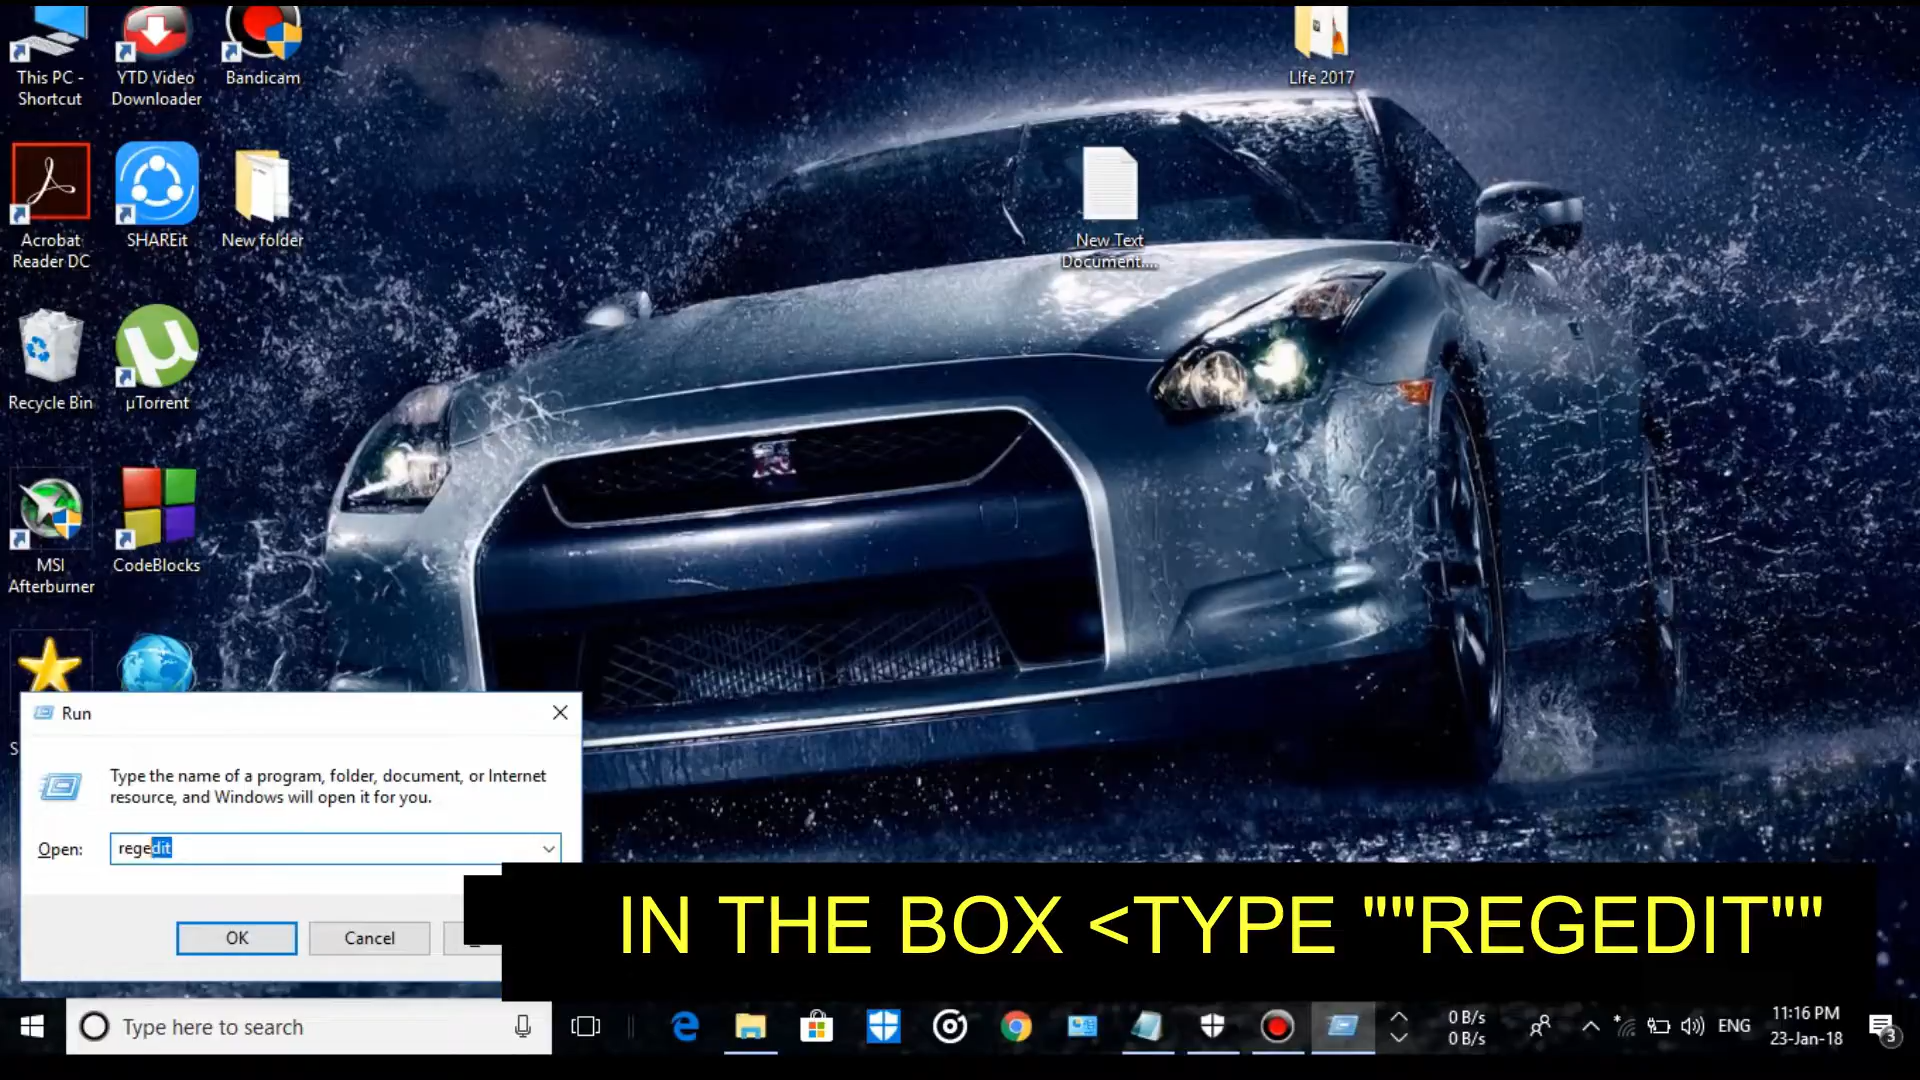 This PC -
Shortcut
YTD Video
Downloader
Bandicam
LIfe 2017
Acrobat
Reader DC
SHAREit
New folder
New Text
Document....
Recycle Bin
µTorrent
MSI
Afterburner
CodeBlocks
S
Run
Type the name of a program, folder, document, or Internet
resource, and Windows will open it for you.
Open:
regedit
OK
Cancel
IN THE BOX <TYPE ""REGEDIT""
Type here to search
0 B/s
0 B/s
ENG
11:16 PM
23-Jan-18
3